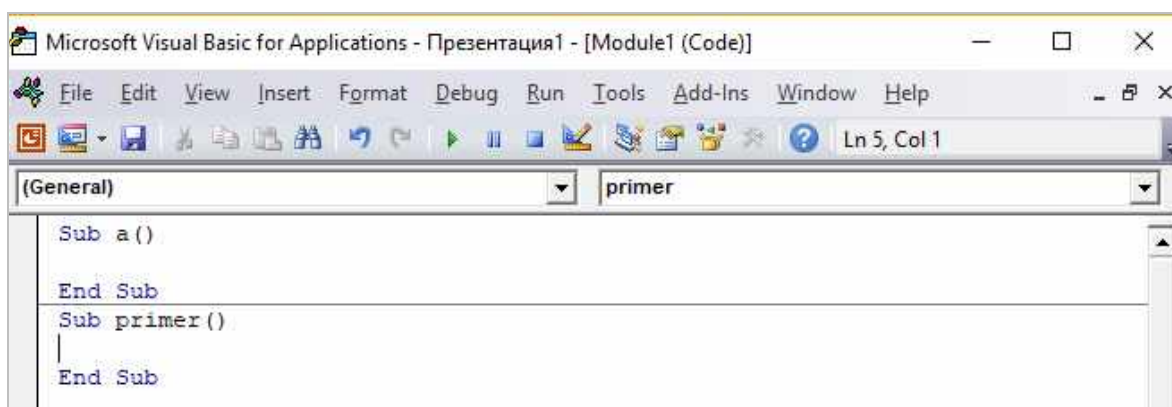 Microsoft Visual Basic for Applications - Презентация1 - [Module1 (Code)]
File Edit View Insert Format Debug Run Tools Add-Ins Window Help
Ln 5, Col 1
(General) primer
Sub a()
End Sub
Sub primer()
End Sub